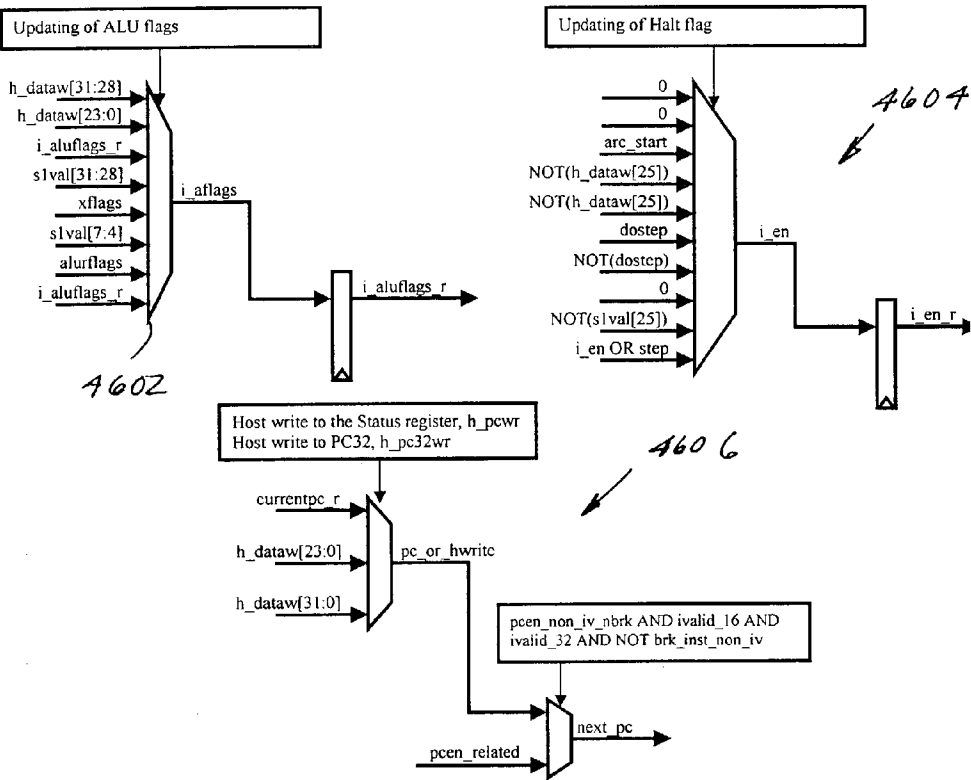 Updating of ALU flags
h_dataw[31:28]
h_dataw[23:0]
i_aluflags_r
s1val[31:28]
xflags
s1val[7:4]
alurflags
i_aluflags_r
i_aflags
i_aluflags_r
4602
Updating of Halt flag
0
0
arc_start
NOT(h_dataw[25])
NOT(h_dataw[25])
dostep
NOT(dostep)
0
NOT(s1val[25])
i_en OR step
i_en
i_en_r
4604
Host write to the Status register, h_pcwr
Host write to PC32, h_pc32wr
4606
currentpc_r
h_dataw[23:0]
h_dataw[31:0]
pc_or_hwrite
pcen_non_iv_nbrk AND ivalid_16 AND
ivalid_32 AND NOT brk_inst_non_iv
pcen_related
next_pc